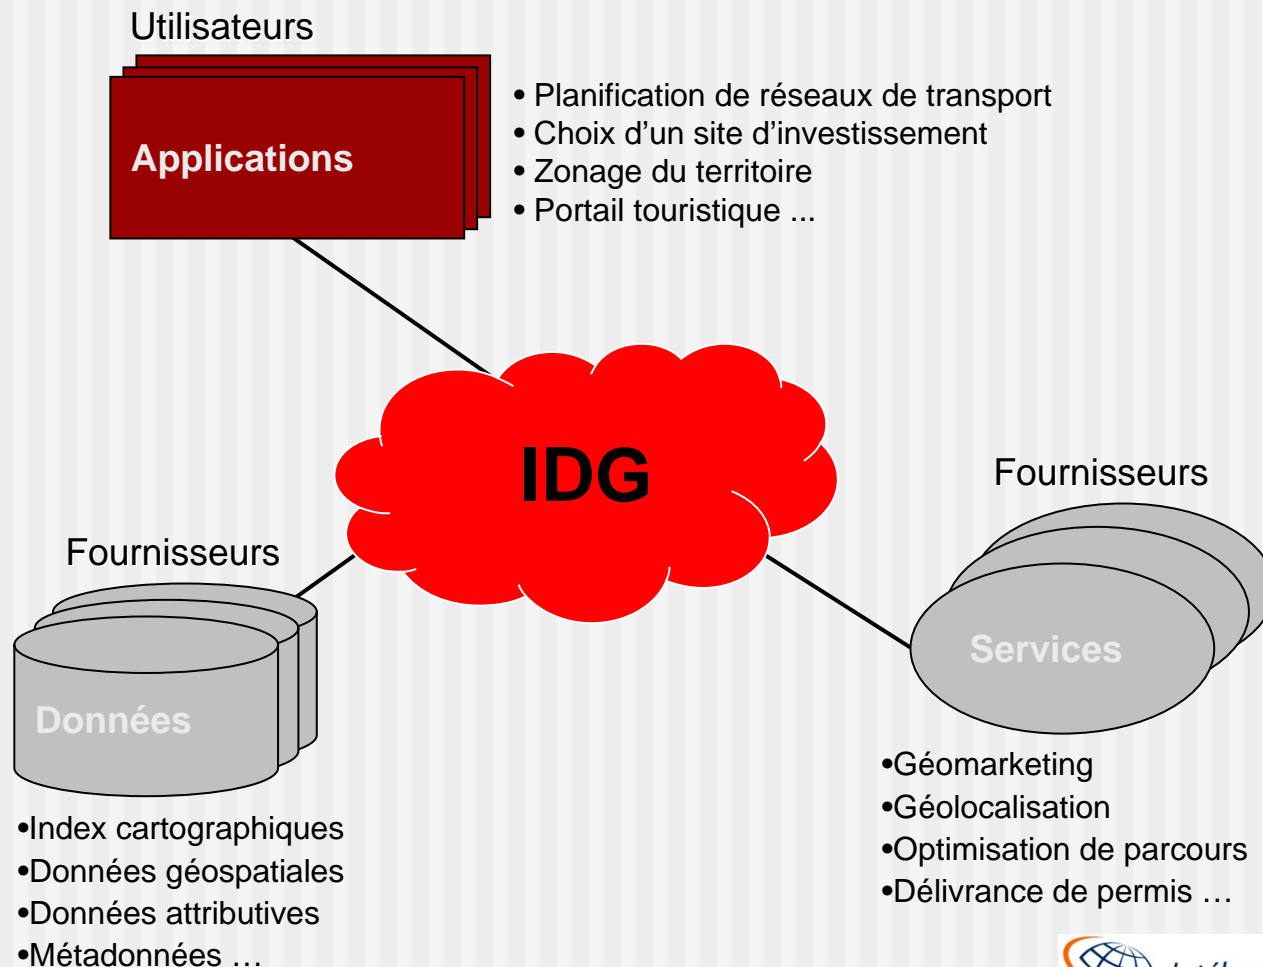 Utilisateurs
Applications
• Planification de réseaux de transport
• Choix d'un site d'investissement
• Zonage du territoire
• Portail touristique ...
IDG
Fournisseurs
Données
•Index cartographiques
•Données géospatiales
•Données attributives
•Métadonnées …
Fournisseurs
Services
•Géomarketing
•Géolocalisation
•Optimisation de parcours
•Délivrance de permis …